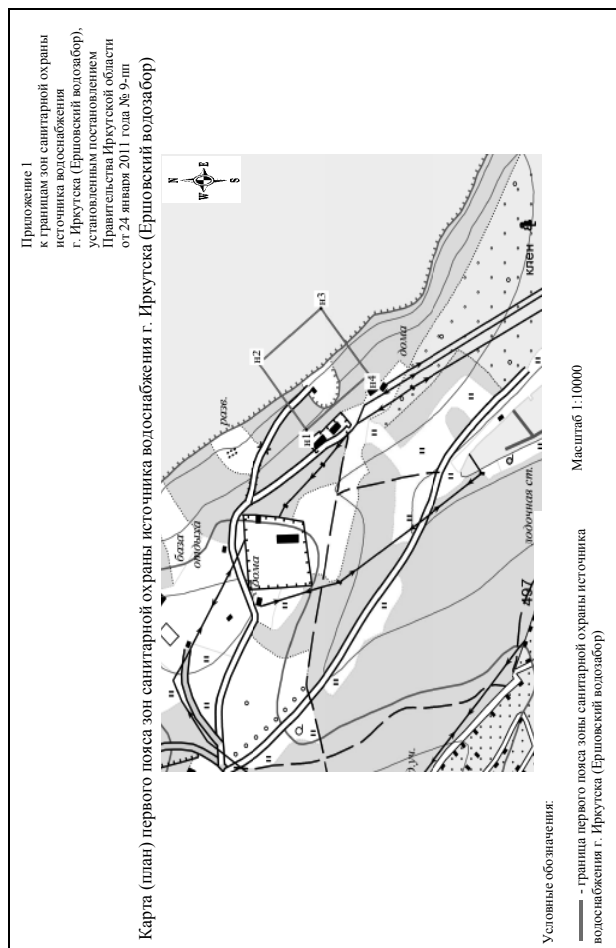 Приложение 1
к границам зон санитарной охраны
источника водоснабжения
г. Иркутска (Ершовский водозабор),
установленным постановлением
Правительства Иркутской области
от 24 января 2011 года № 9-пп
Карта (план) первого пояса зон санитарной охраны источника водоснабжения г. Иркутска (Ершовский водозабор)
N
W E
S
база
отдыха
разв.
дома
н1
н2
н3
н4
дома
клен
лодочная ст.
497
уч.
Условные обозначения:
Масштаб 1:10000
- граница первого пояса зоны санитарной охраны источника
водоснабжения г. Иркутска (Ершовский водозабор)